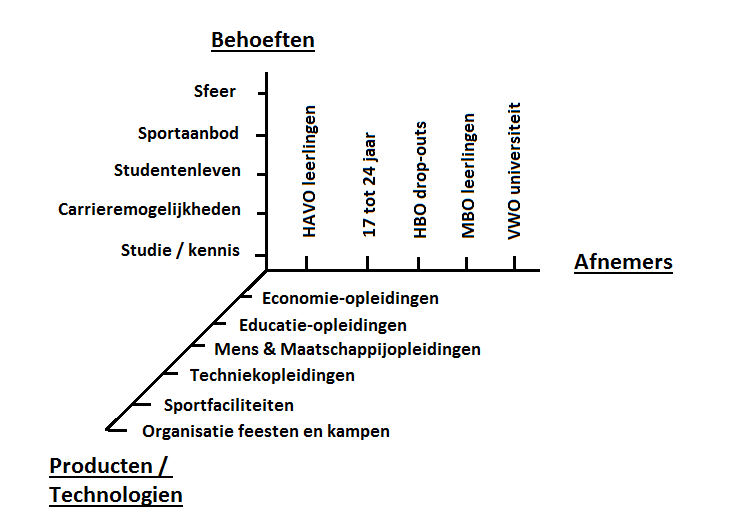 Behoeften
Sfeer
Sportaanbod
Studentenleven
Carrieremogelijkheden
Studie / kennis
HAVO leerlingen
17 tot 24 jaar
HBO drop-outs
MBO leerlingen
VWO universiteit
Afnemers
Economie-opleidingen
Educatie-opleidingen
Mens & Maatschappijopleidingen
Techniekopleidingen
Sportfaciliteiten
Organisatie feesten en kampen
Producten /
Technologien